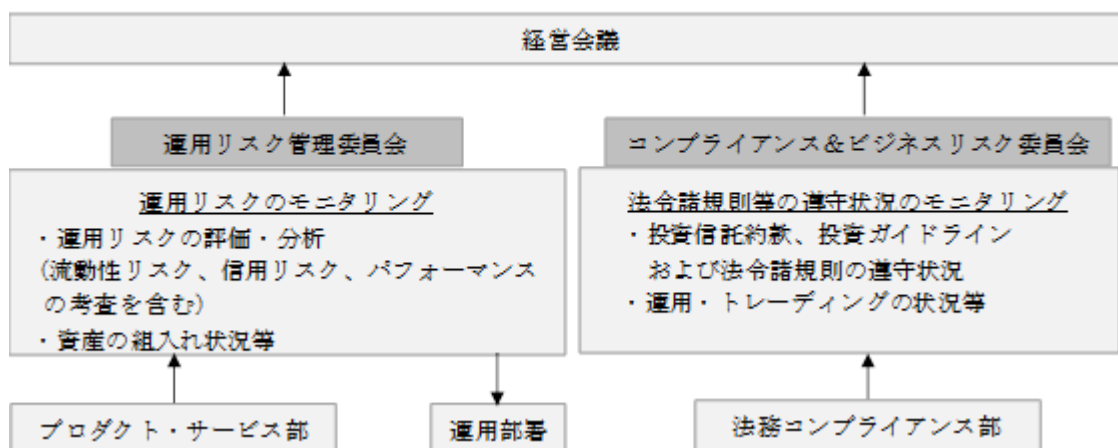 経営会議
運用リスク管理委員会
運用リスクのモニタリング
・運用リスクの評価・分析
(流動性リスク、信用リスク、パフォーマンス
の考査を含む)
・資産の組入れ状況等
プロダクト・サービス部
運用部署
コンプライアンス&ビジネスリスク委員会
法令諸規則等の遵守状況のモニタリング
・投資信託約款、投資ガイドライン
および法令諸規則の遵守状況
・運用・トレーディングの状況等
法務コンプライアンス部